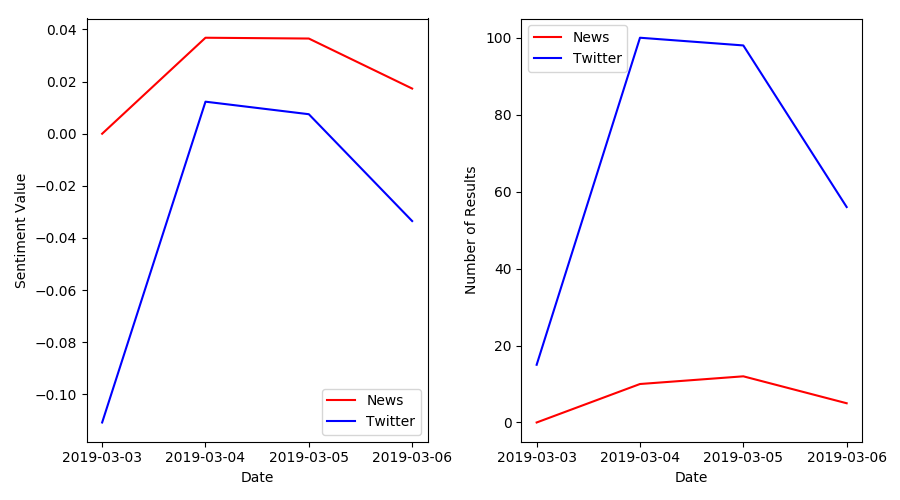 0.04
0.02
0.00
−0.02
−0.04
−0.06
−0.08
−0.10
Sentiment Value
2019-03-03 2019-03-04 2019-03-05 2019-03-06
Date
News
Twitter
100
80
60
40
20
0
Number of Results
2019-03-03 2019-03-04 2019-03-05 2019-03-06
Date
News
Twitter